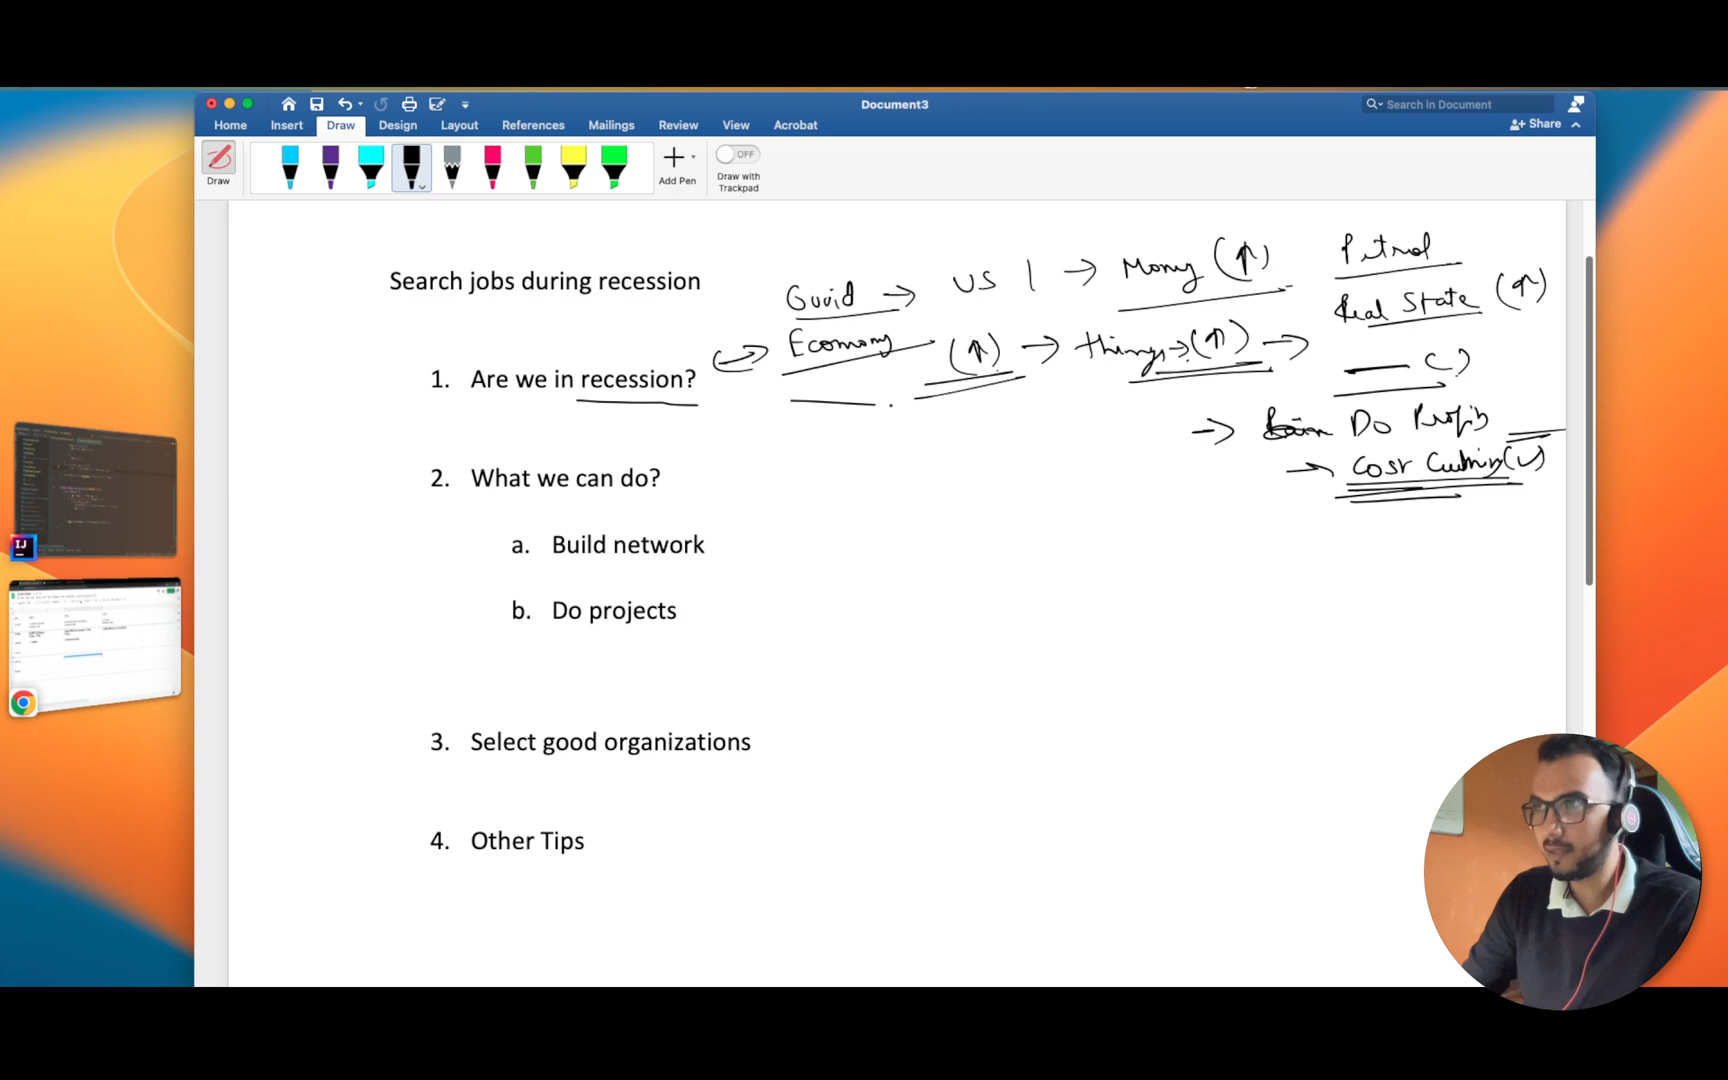 Document3
Search in Document
Home Insert Draw Design Layout References Mailings Review View Acrobat
Share
OFF
Draw
Add Pen
Draw with
Trackpad
Search jobs during recession
Petrol
Covid → US | → Money (↑)
Real State (↑)
Economy (↑) → things → (↑) →
1. Are we in recession?
→ Do Profit
→ Cost Cutting
2. What we can do?
a. Build network
b. Do projects
3. Select good organizations
4. Other Tips
IJ